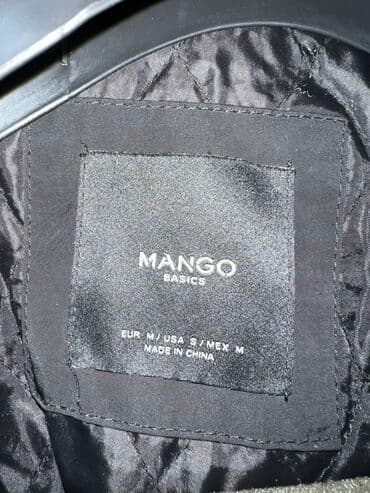 MANGO
BASICS
EUR M / USA S / MEX M
MADE IN CHINA